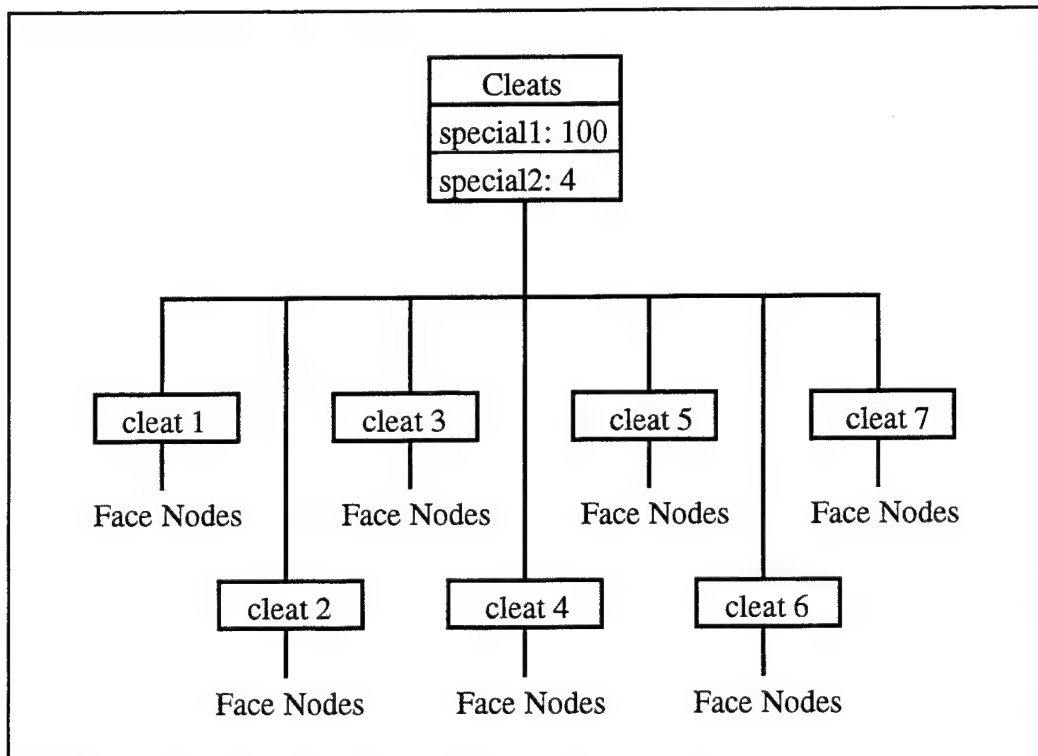 Cleats
special1: 100
special2: 4
cleat 1
cleat 3
cleat 5
cleat 7
Face Nodes
Face Nodes
Face Nodes
Face Nodes
cleat 2
cleat 4
cleat 6
Face Nodes
Face Nodes
Face Nodes